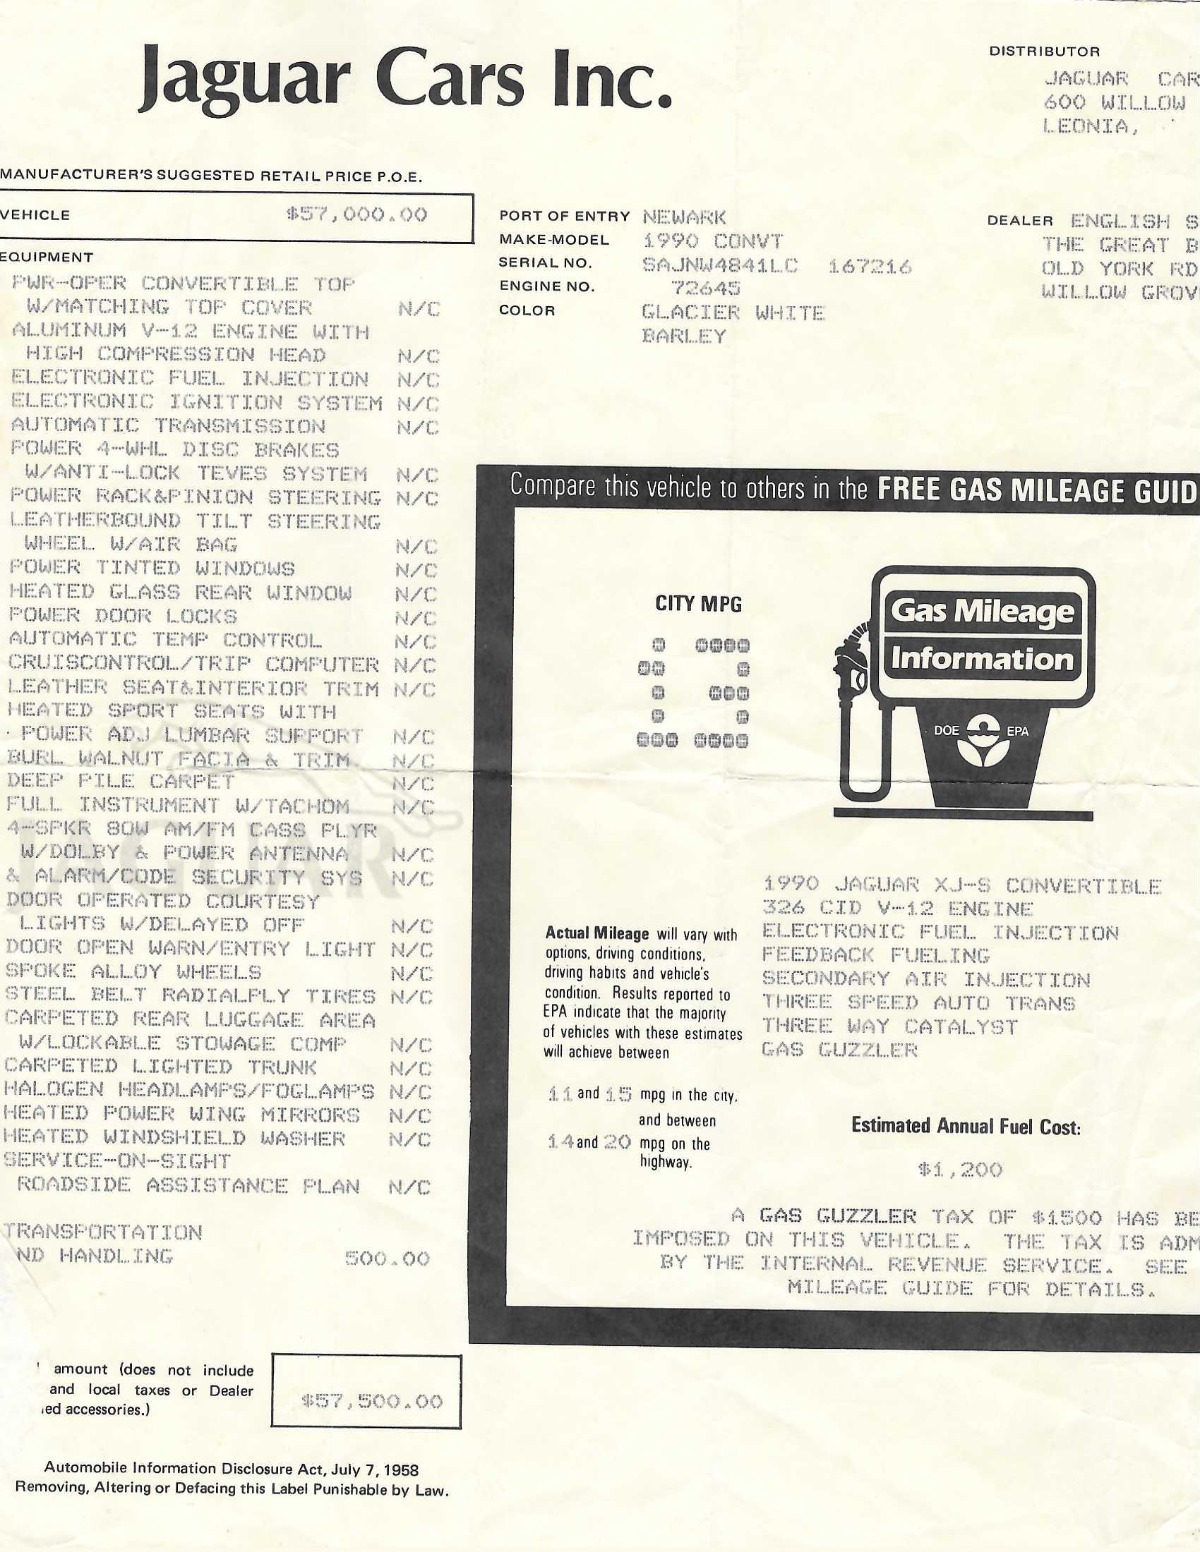 Jaguar Cars Inc.
DISTRIBUTOR
JAGUAR CAR
600 WILLOW
LEONIA,
MANUFACTURER'S SUGGESTED RETAIL PRICE P.O.E.
VEHICLE $57,000.00
EQUIPMENT
PWR-OPER CONVERTIBLE TOP
W/MATCHING TOP COVER N/C
ALUMINUM V-12 ENGINE WITH
HIGH COMPRESSION HEAD N/C
ELECTRONIC FUEL INJECTION N/C
ELECTRONIC IGNITION SYSTEM N/C
AUTOMATIC TRANSMISSION N/C
POWER 4-WHL DISC BRAKES
W/ANTI-LOCK TEVES SYSTEM N/C
POWER RACK&PINION STEERING N/C
LEATHERBOUND TILT STEERING
WHEEL W/AIR BAG N/C
POWER TINTED WINDOWS N/C
HEATED GLASS REAR WINDOW N/C
POWER DOOR LOCKS N/C
AUTOMATIC TEMP CONTROL N/C
CRUISCONTROL/TRIP COMPUTER N/C
LEATHER SEAT&INTERIOR TRIM N/C
HEATED SPORT SEATS WITH
POWER ADJ LUMBAR SUPPORT N/C
BURL WALNUT FACIA & TRIM N/C
DEEP PILE CARPET N/C
FULL INSTRUMENT W/TACHOM N/C
4-SPKR 80W AM/FM CASS PLYR
W/DOLBY & POWER ANTENNA N/C
& ALARM/CODE SECURITY SYS N/C
DOOR OPERATED COURTESY
LIGHTS W/DELAYED OFF N/C
DOOR OPEN WARN/ENTRY LIGHT N/C
SPOKE ALLOY WHEELS N/C
STEEL BELT RADIALPLY TIRES N/C
CARPETED REAR LUGGAGE AREA
W/LOCKABLE STOWAGE COMP N/C
CARPETED LIGHTED TRUNK N/C
HALOGEN HEADLAMPS/FOGLAMPS N/C
HEATED POWER WING MIRRORS N/C
HEATED WINDSHIELD WASHER N/C
SERVICE-ON-SIGHT
ROADSIDE ASSISTANCE PLAN N/C
TRANSPORTATION
ND HANDLING 500.00
amount (does not include
and local taxes or Dealer
ed accessories.)
$57,500.00
Automobile Information Disclosure Act, July 7, 1958
Removing, Altering or Defacing this Label Punishable by Law.
JAGUAR
PORT OF ENTRY NEWARK
MAKE-MODEL 1990 CONVT
SERIAL NO. SAJNW4841LC 167216
ENGINE NO. 72645
COLOR GLACIER WHITE
BARLEY
DEALER ENGLISH S
THE GREAT B
OLD YORK RD
WILLOW GROV
Compare this vehicle to others in the FREE GAS MILEAGE GUID
CITY MPG
13
Gas Mileage
Information
DOE EPA
1990 JAGUAR XJ-S CONVERTIBLE
326 CID V-12 ENGINE
ELECTRONIC FUEL INJECTION
FEEDBACK FUELING
SECONDARY AIR INJECTION
THREE SPEED AUTO TRANS
THREE WAY CATALYST
GAS GUZZLER
Actual Mileage will vary with
options, driving conditions,
driving habits and vehicle's
condition. Results reported to
EPA indicate that the majority
of vehicles with these estimates
will achieve between
11 and 15 mpg in the city,
and between
14 and 20 mpg on the
highway.
Estimated Annual Fuel Cost:
$1,200
A GAS GUZZLER TAX OF $1500 HAS BE
IMPOSED ON THIS VEHICLE. THE TAX IS ADM
BY THE INTERNAL REVENUE SERVICE. SEE
MILEAGE GUIDE FOR DETAILS.